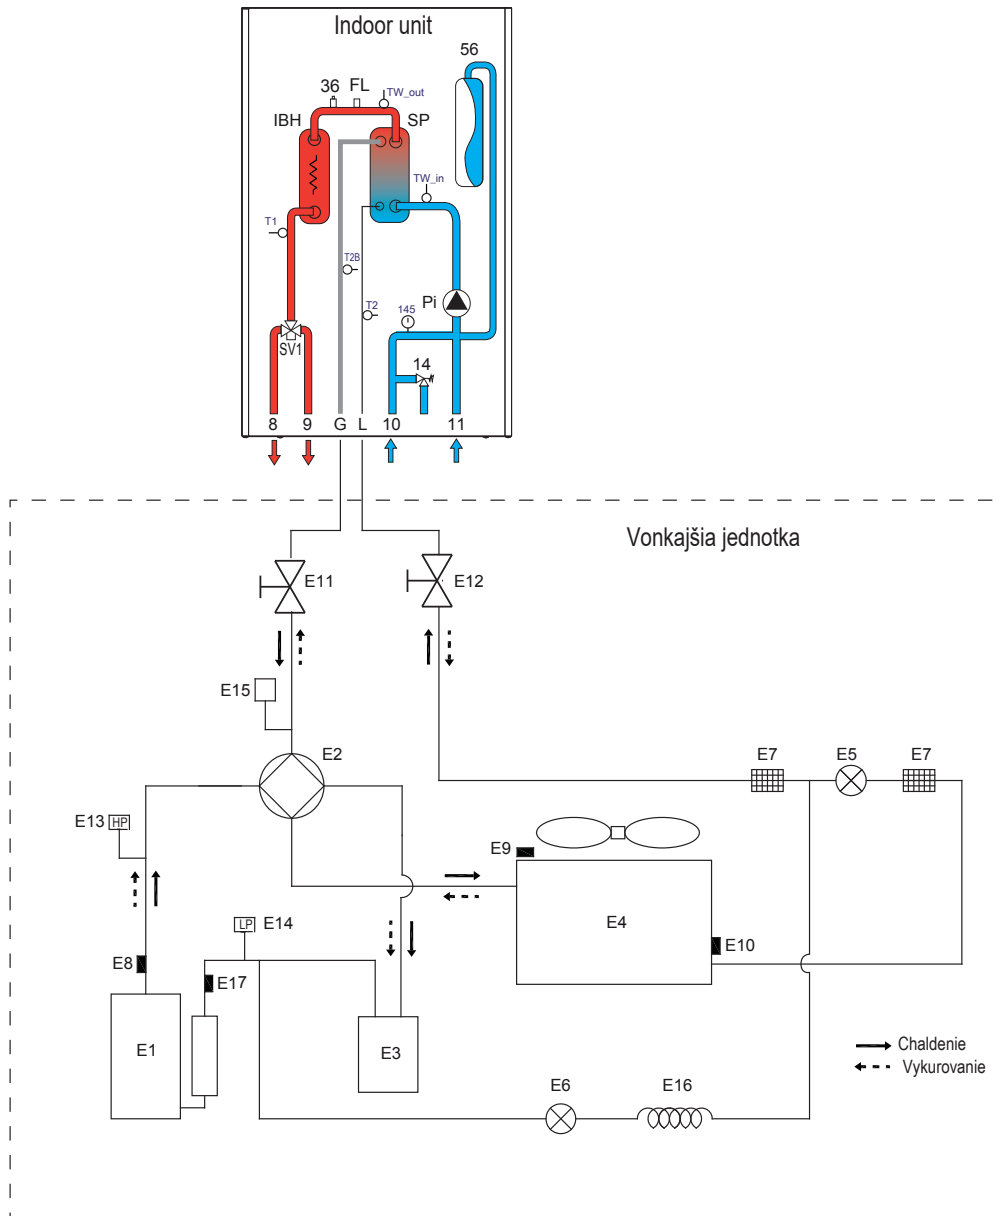 Indoor unit
56
36 FL TW_out
IBH SP
TW_in
T1
T2B
T2
Pi
145
SV1
14
8 9 G L 10 11
Vonkajšia jednotka
E11 E12
E15
E2
E7 E5 E7
E13 HP
E9
E4
LP E14
E10
E8 E17
E1
E3
Chaldenie
Vykurovanie
E6 E16